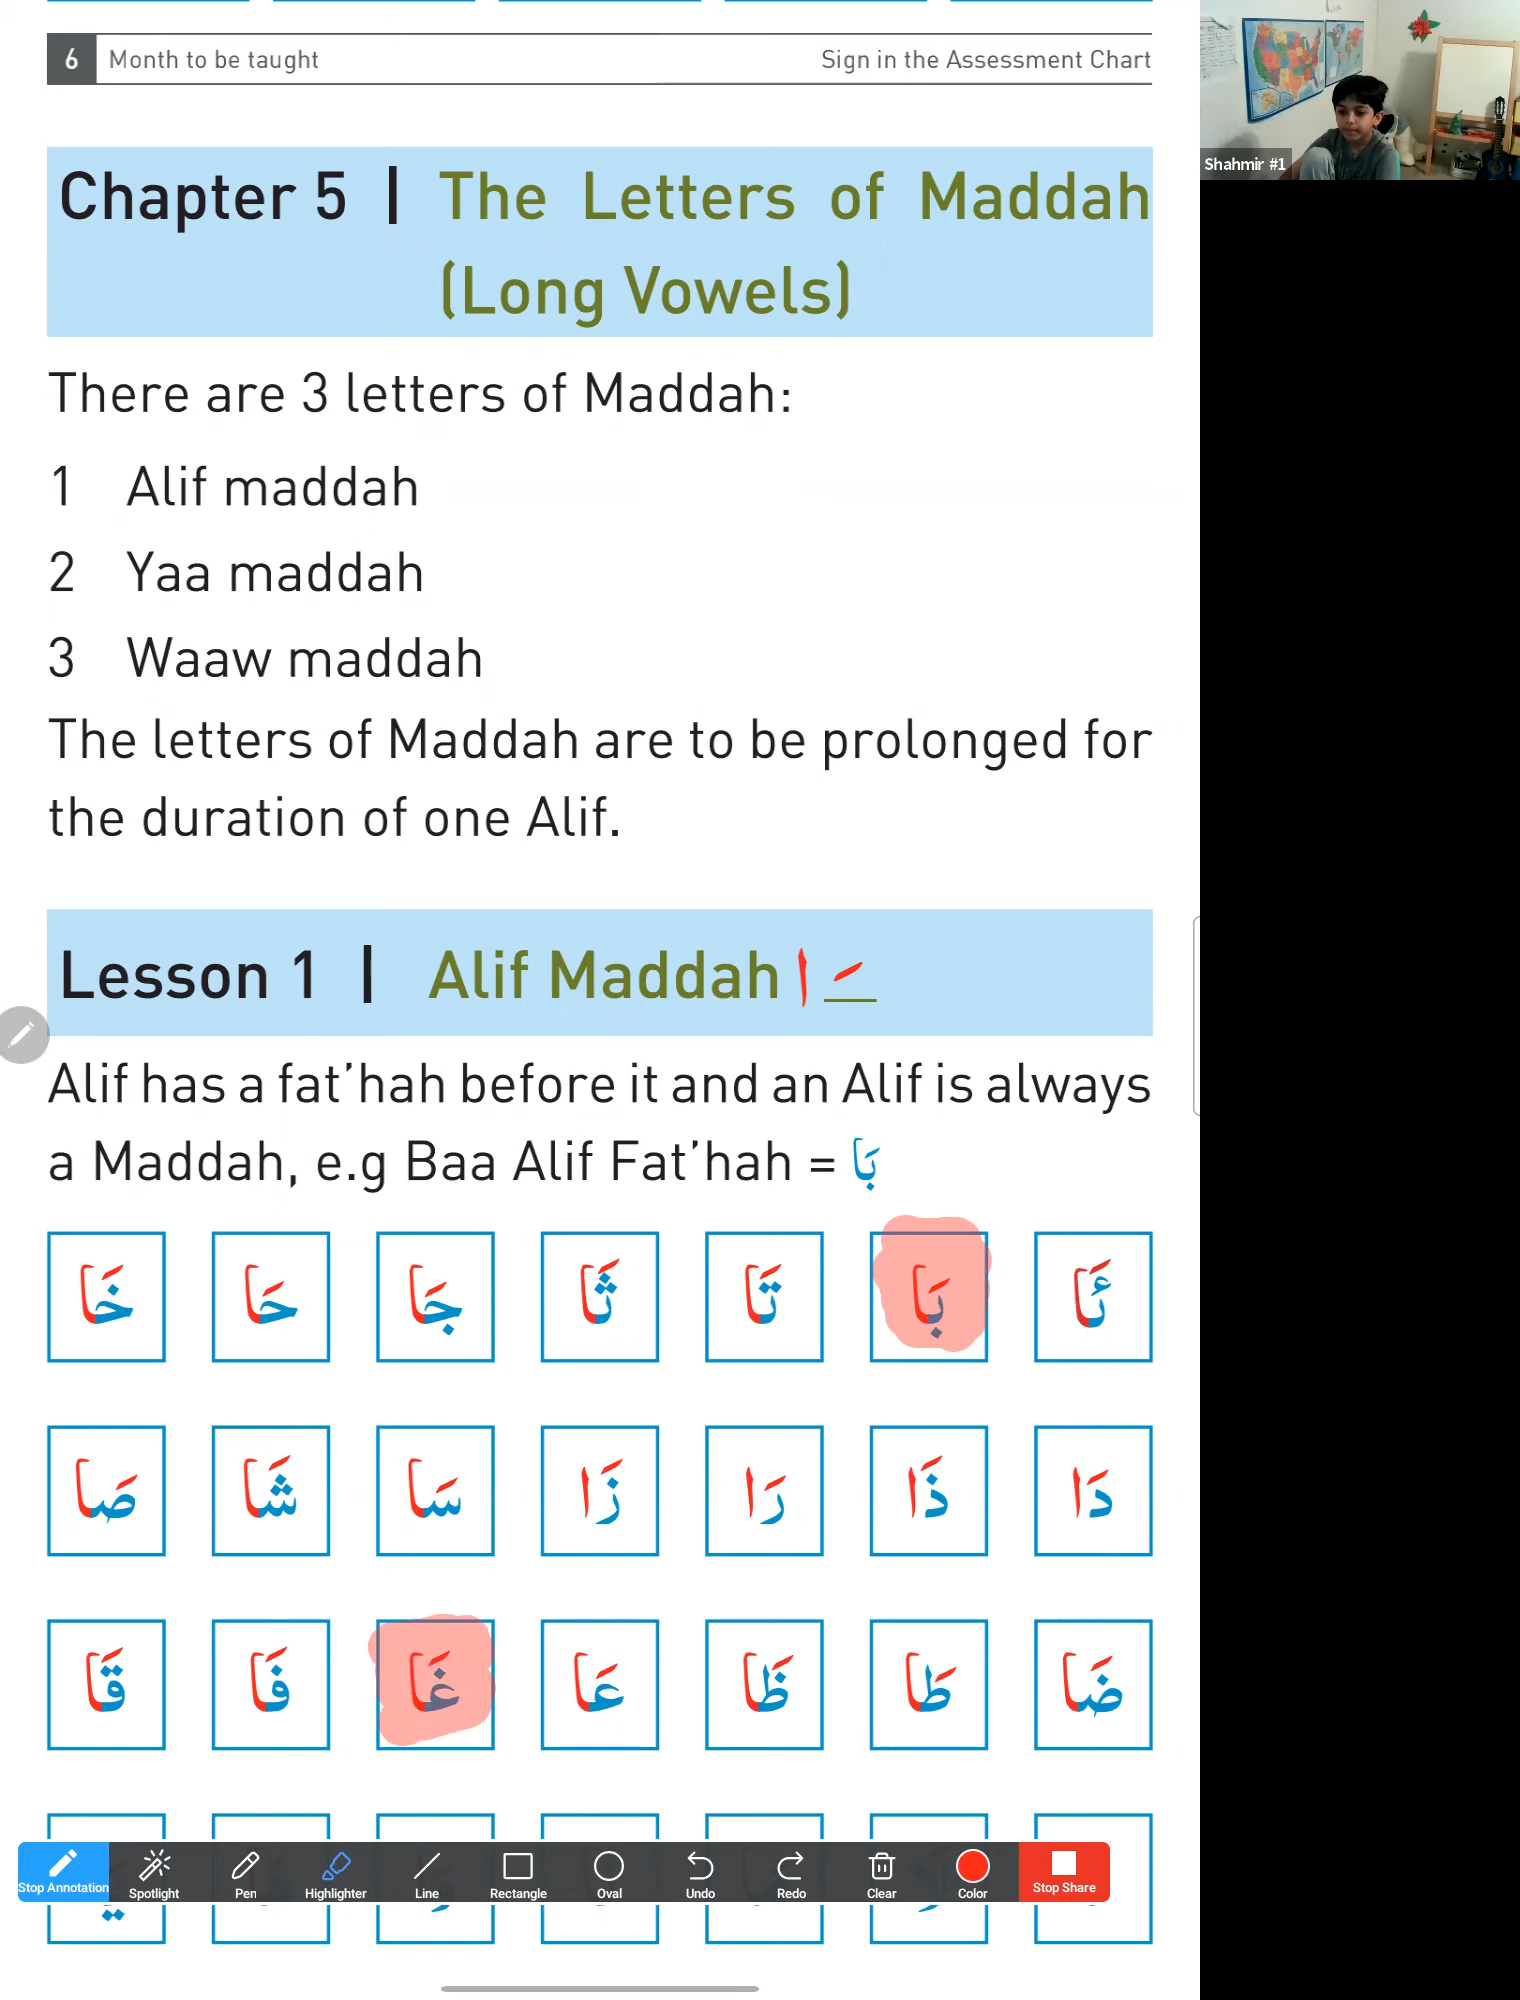 6 Month to be taught Sign in the Assessment Chart
Shahmir #1
Chapter 5 | The Letters of Maddah
(Long Vowels)
There are 3 letters of Maddah:
1 Alif maddah
2 Yaa maddah
3 Waaw maddah
The letters of Maddah are to be prolonged for
the duration of one Alif.
Lesson 1 | Alif Maddah ـَ ا
Alif has a fat’hah before it and an Alif is always
a Maddah, e.g Baa Alif Fat’hah = بَا
ئَا بَا تَا ثَا جَا حَا خَا
دَا ذَا رَا زَا سَا شَا صَا
ضَا طَا ظَا عَا غَا فَا قَا
Stop Annotation Spotlight Pen Highlighter Line Rectangle Oval Undo Redo Clear Color Stop Share